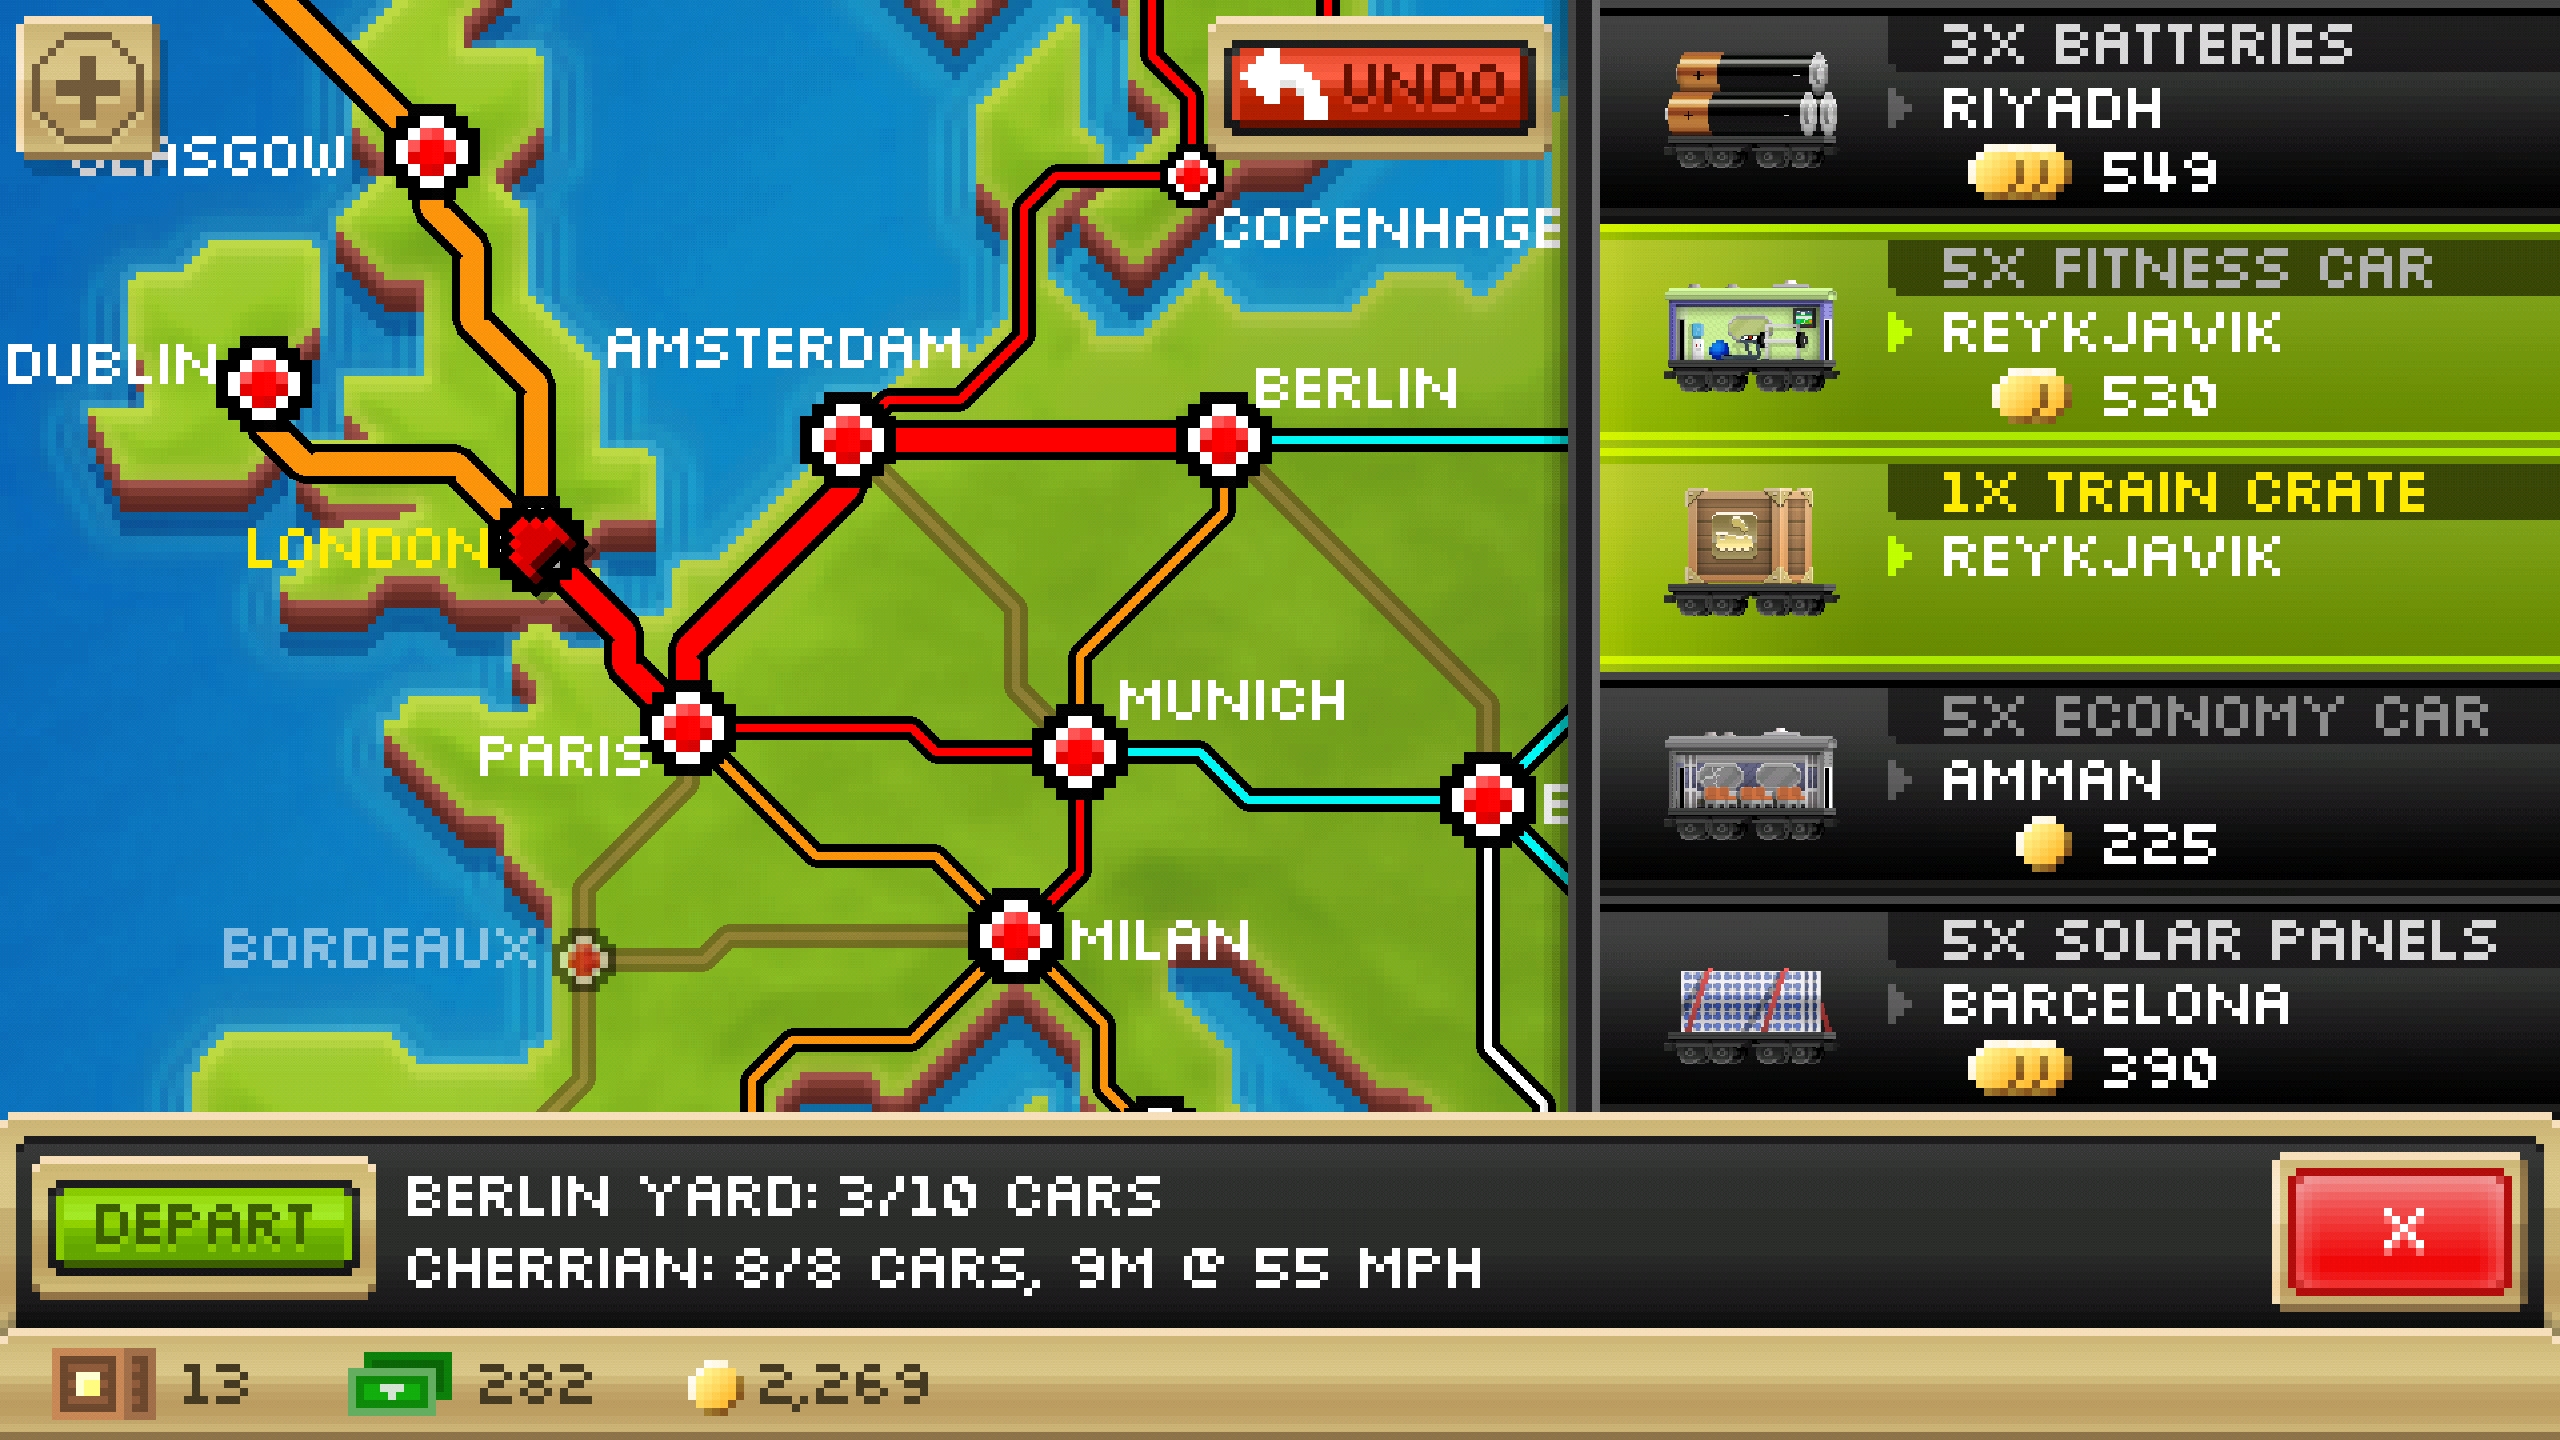 UNDO
GLASGOW
COPENHAGE
DUBLIN
AMSTERDAM
BERLIN
LONDON
MUNICH
PARIS
BORDEAUX
MILAN
3X BATTERIES
RIYADH
549
5X FITNESS CAR
REYKJAVIK
530
1X TRAIN CRATE
REYKJAVIK
5X ECONOMY CAR
AMMAN
225
5X SOLAR PANELS
BARCELONA
390
DEPART
BERLIN YARD: 3/10 CARS
CHERRIAN: 8/8 CARS, 9M @ 55 MPH
X
13
282
2,269